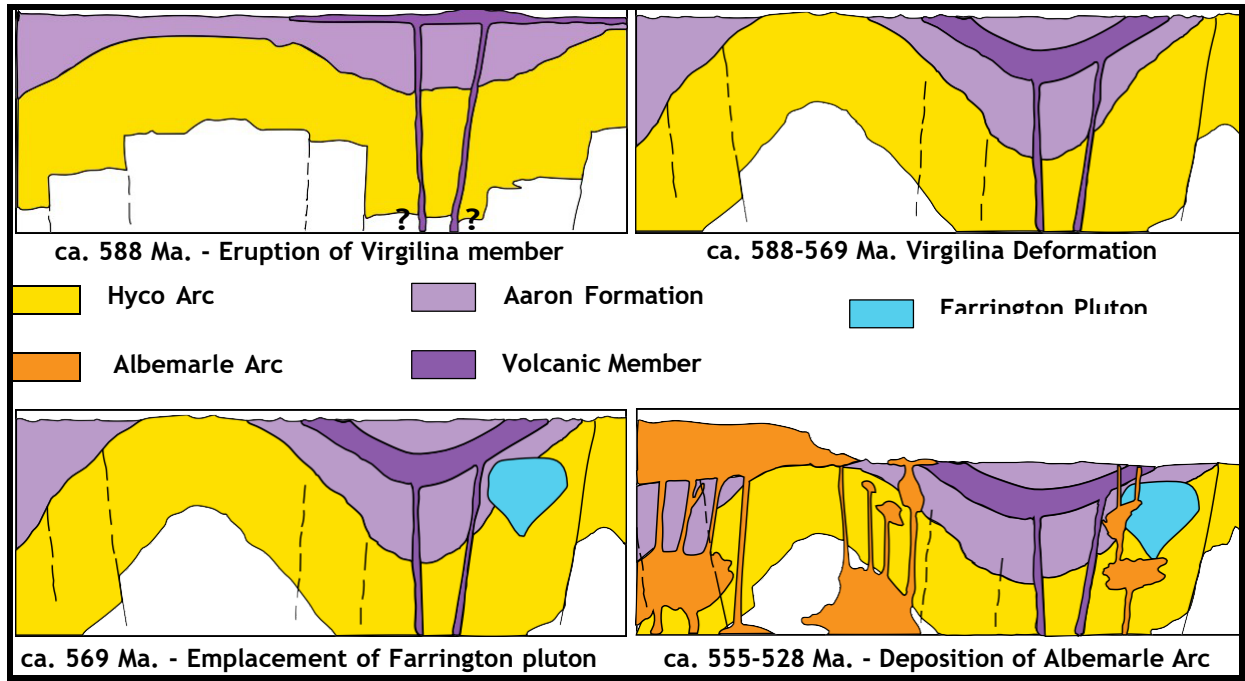 ? ?
ca. 588 Ma. - Eruption of Virgilina member
ca. 588-569 Ma. Virgilina Deformation
Hyco Arc
Aaron Formation
Farrington Pluton
Albemarle Arc
Volcanic Member
ca. 569 Ma. - Emplacement of Farrington pluton
ca. 555-528 Ma. - Deposition of Albemarle Arc